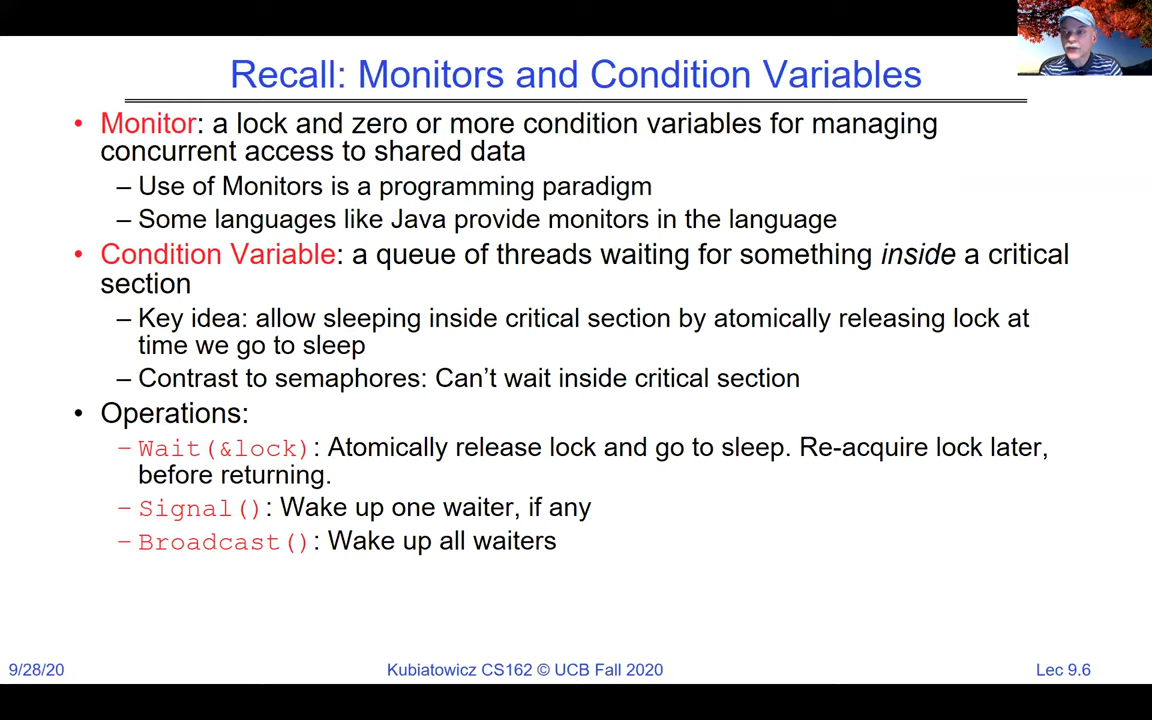 Recall: Monitors and Condition Variables
• Monitor: a lock and zero or more condition variables for managing
concurrent access to shared data
– Use of Monitors is a programming paradigm
– Some languages like Java provide monitors in the language
• Condition Variable: a queue of threads waiting for something inside a critical
section
– Key idea: allow sleeping inside critical section by atomically releasing lock at
time we go to sleep
– Contrast to semaphores: Can't wait inside critical section
• Operations:
– Wait(&lock): Atomically release lock and go to sleep. Re-acquire lock later,
before returning.
– Signal(): Wake up one waiter, if any
– Broadcast(): Wake up all waiters
9/28/20
Kubiatowicz CS162 © UCB Fall 2020
Lec 9.6